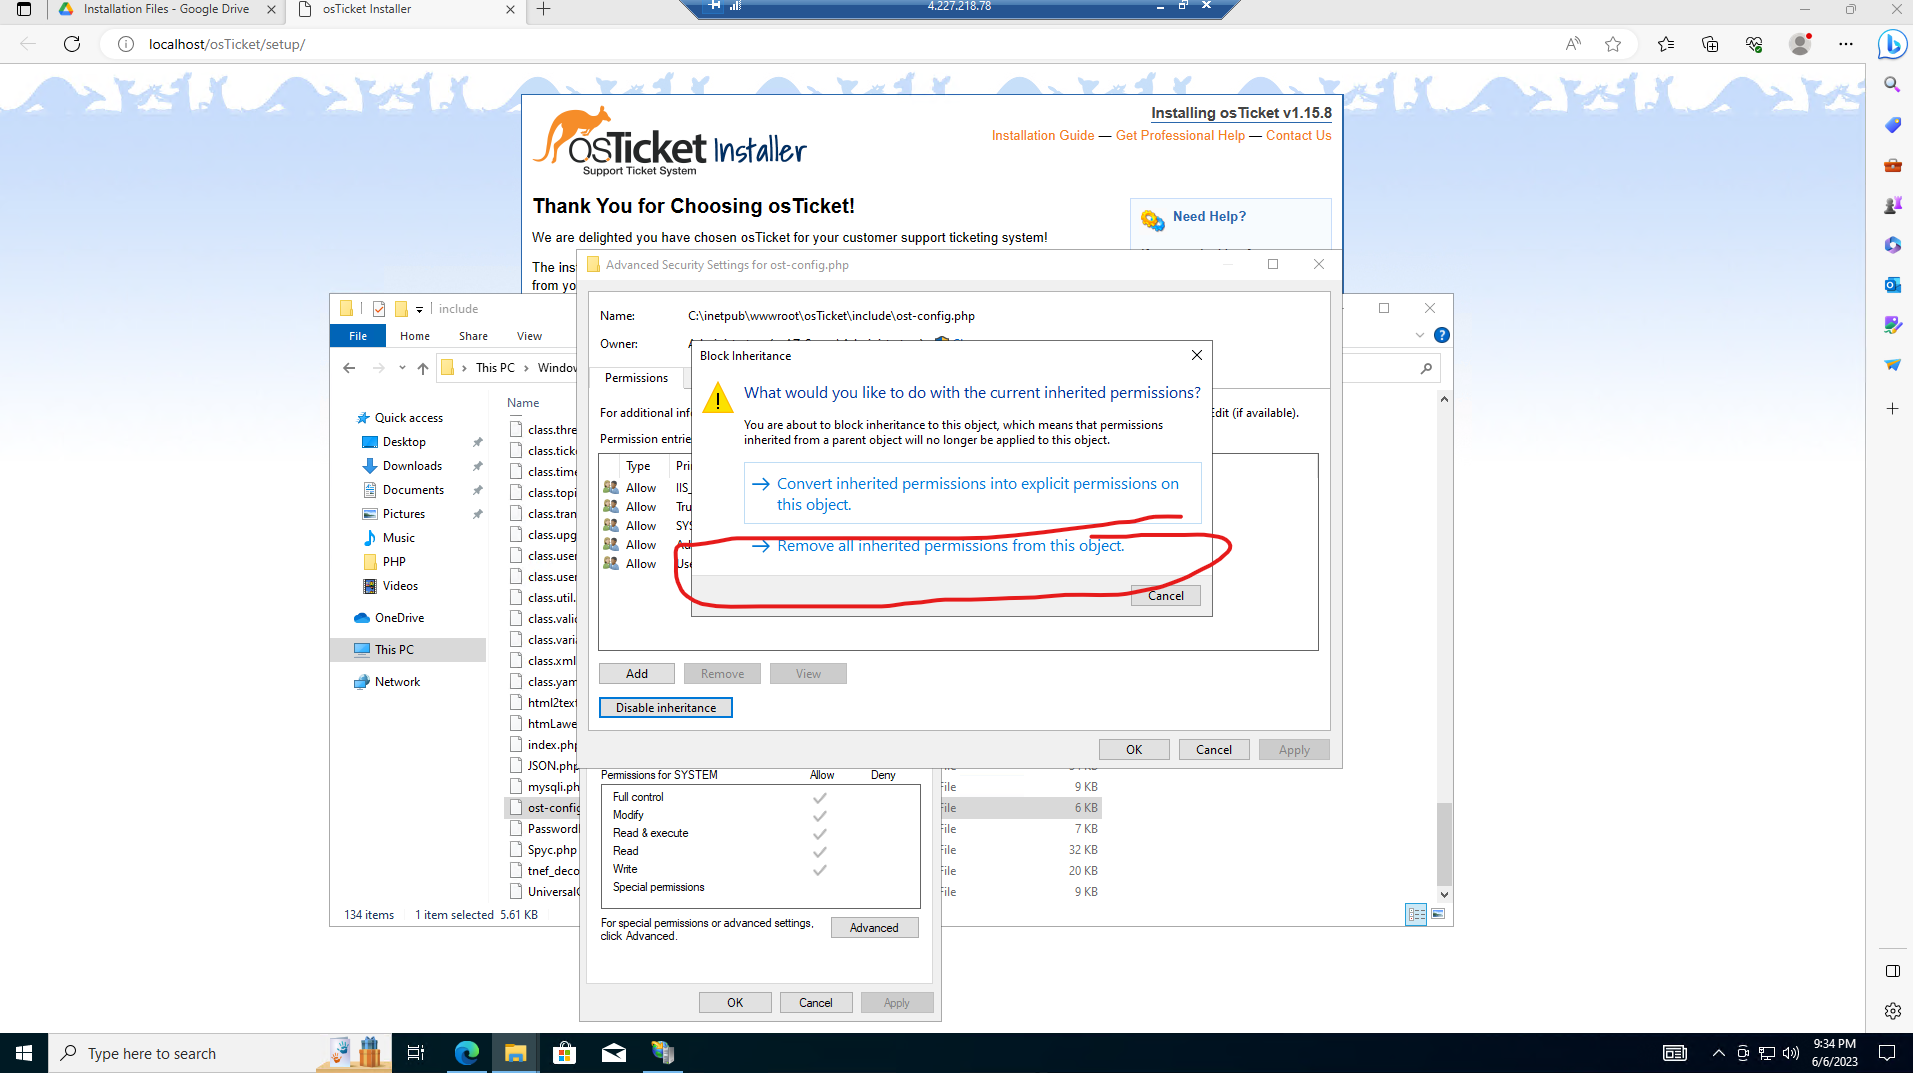 Installation Files - Google Drive
osTicket Installer
4.227.218.78
localhost/osTicket/setup/
osTicket Installer
Support Ticket System
Installing osTicket v1.15.8
Installation Guide — Get Professional Help — Contact Us
Thank You for Choosing osTicket!
Need Help?
We are delighted you have chosen osTicket for your customer support ticketing system!
The ins
from yo
Advanced Security Settings for ost-config.php
include
Name: C:\inetpub\wwwroot\osTicket\include\ost-config.php
Owner:
File Home Share View
This PC Windov
Block Inheritance
Permissions
What would you like to do with the current inherited permissions?
For additional inf
Edit (if available).
You are about to block inheritance to this object, which means that permissions
inherited from a parent object will no longer be applied to this object.
Permission entrie
Type Pri
Allow IIS_
Allow Tru
Allow SYS
Allow Ad
Allow Use
Convert inherited permissions into explicit permissions on
this object.
Remove all inherited permissions from this object.
Cancel
Add Remove View
Disable inheritance
OK Cancel Apply
Quick access
Desktop
Downloads
Documents
Pictures
Music
PHP
Videos
OneDrive
This PC
Network
Name
class.thre
class.ticke
class.time
class.topi
class.tran
class.upg
class.user
class.user
class.util.
class.valid
class.varia
class.xml
class.yam
html2text
htmLawe
index.php
JSON.php
mysqli.ph
File 9 KB
ost-config
File 6 KB
Password
File 7 KB
Spyc.php
File 32 KB
tnef_deco
File 20 KB
UniversalC
File 9 KB
Permissions for SYSTEM Allow Deny
Full control
Modify
Read & execute
Read
Write
Special permissions
For special permissions or advanced settings,
click Advanced.
Advanced
OK Cancel Apply
134 items 1 item selected 5.61 KB
Type here to search
9:34 PM
6/6/2023